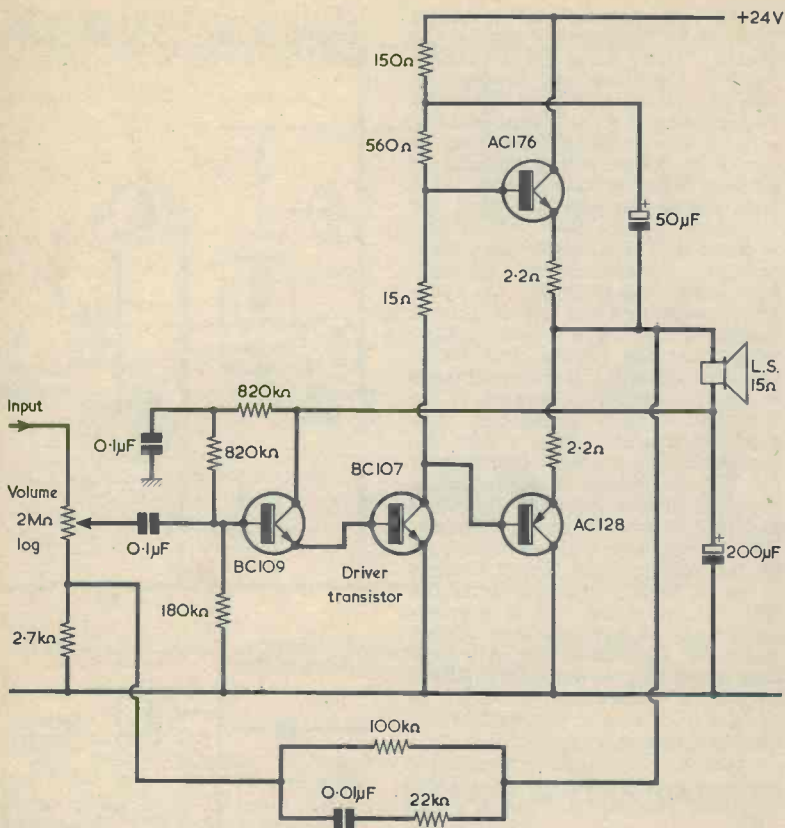 +24V
150Ω
560Ω
AC176
50µF
2·2Ω
15Ω
L.S.
15Ω
820kΩ
Input
0·1µF
820kΩ
BC107
2·2Ω
Volume
2MΩ
log
0·1µF
BC109
AC128
200µF
Driver
transistor
180kΩ
2·7kΩ
100kΩ
0·01µF
22kΩ